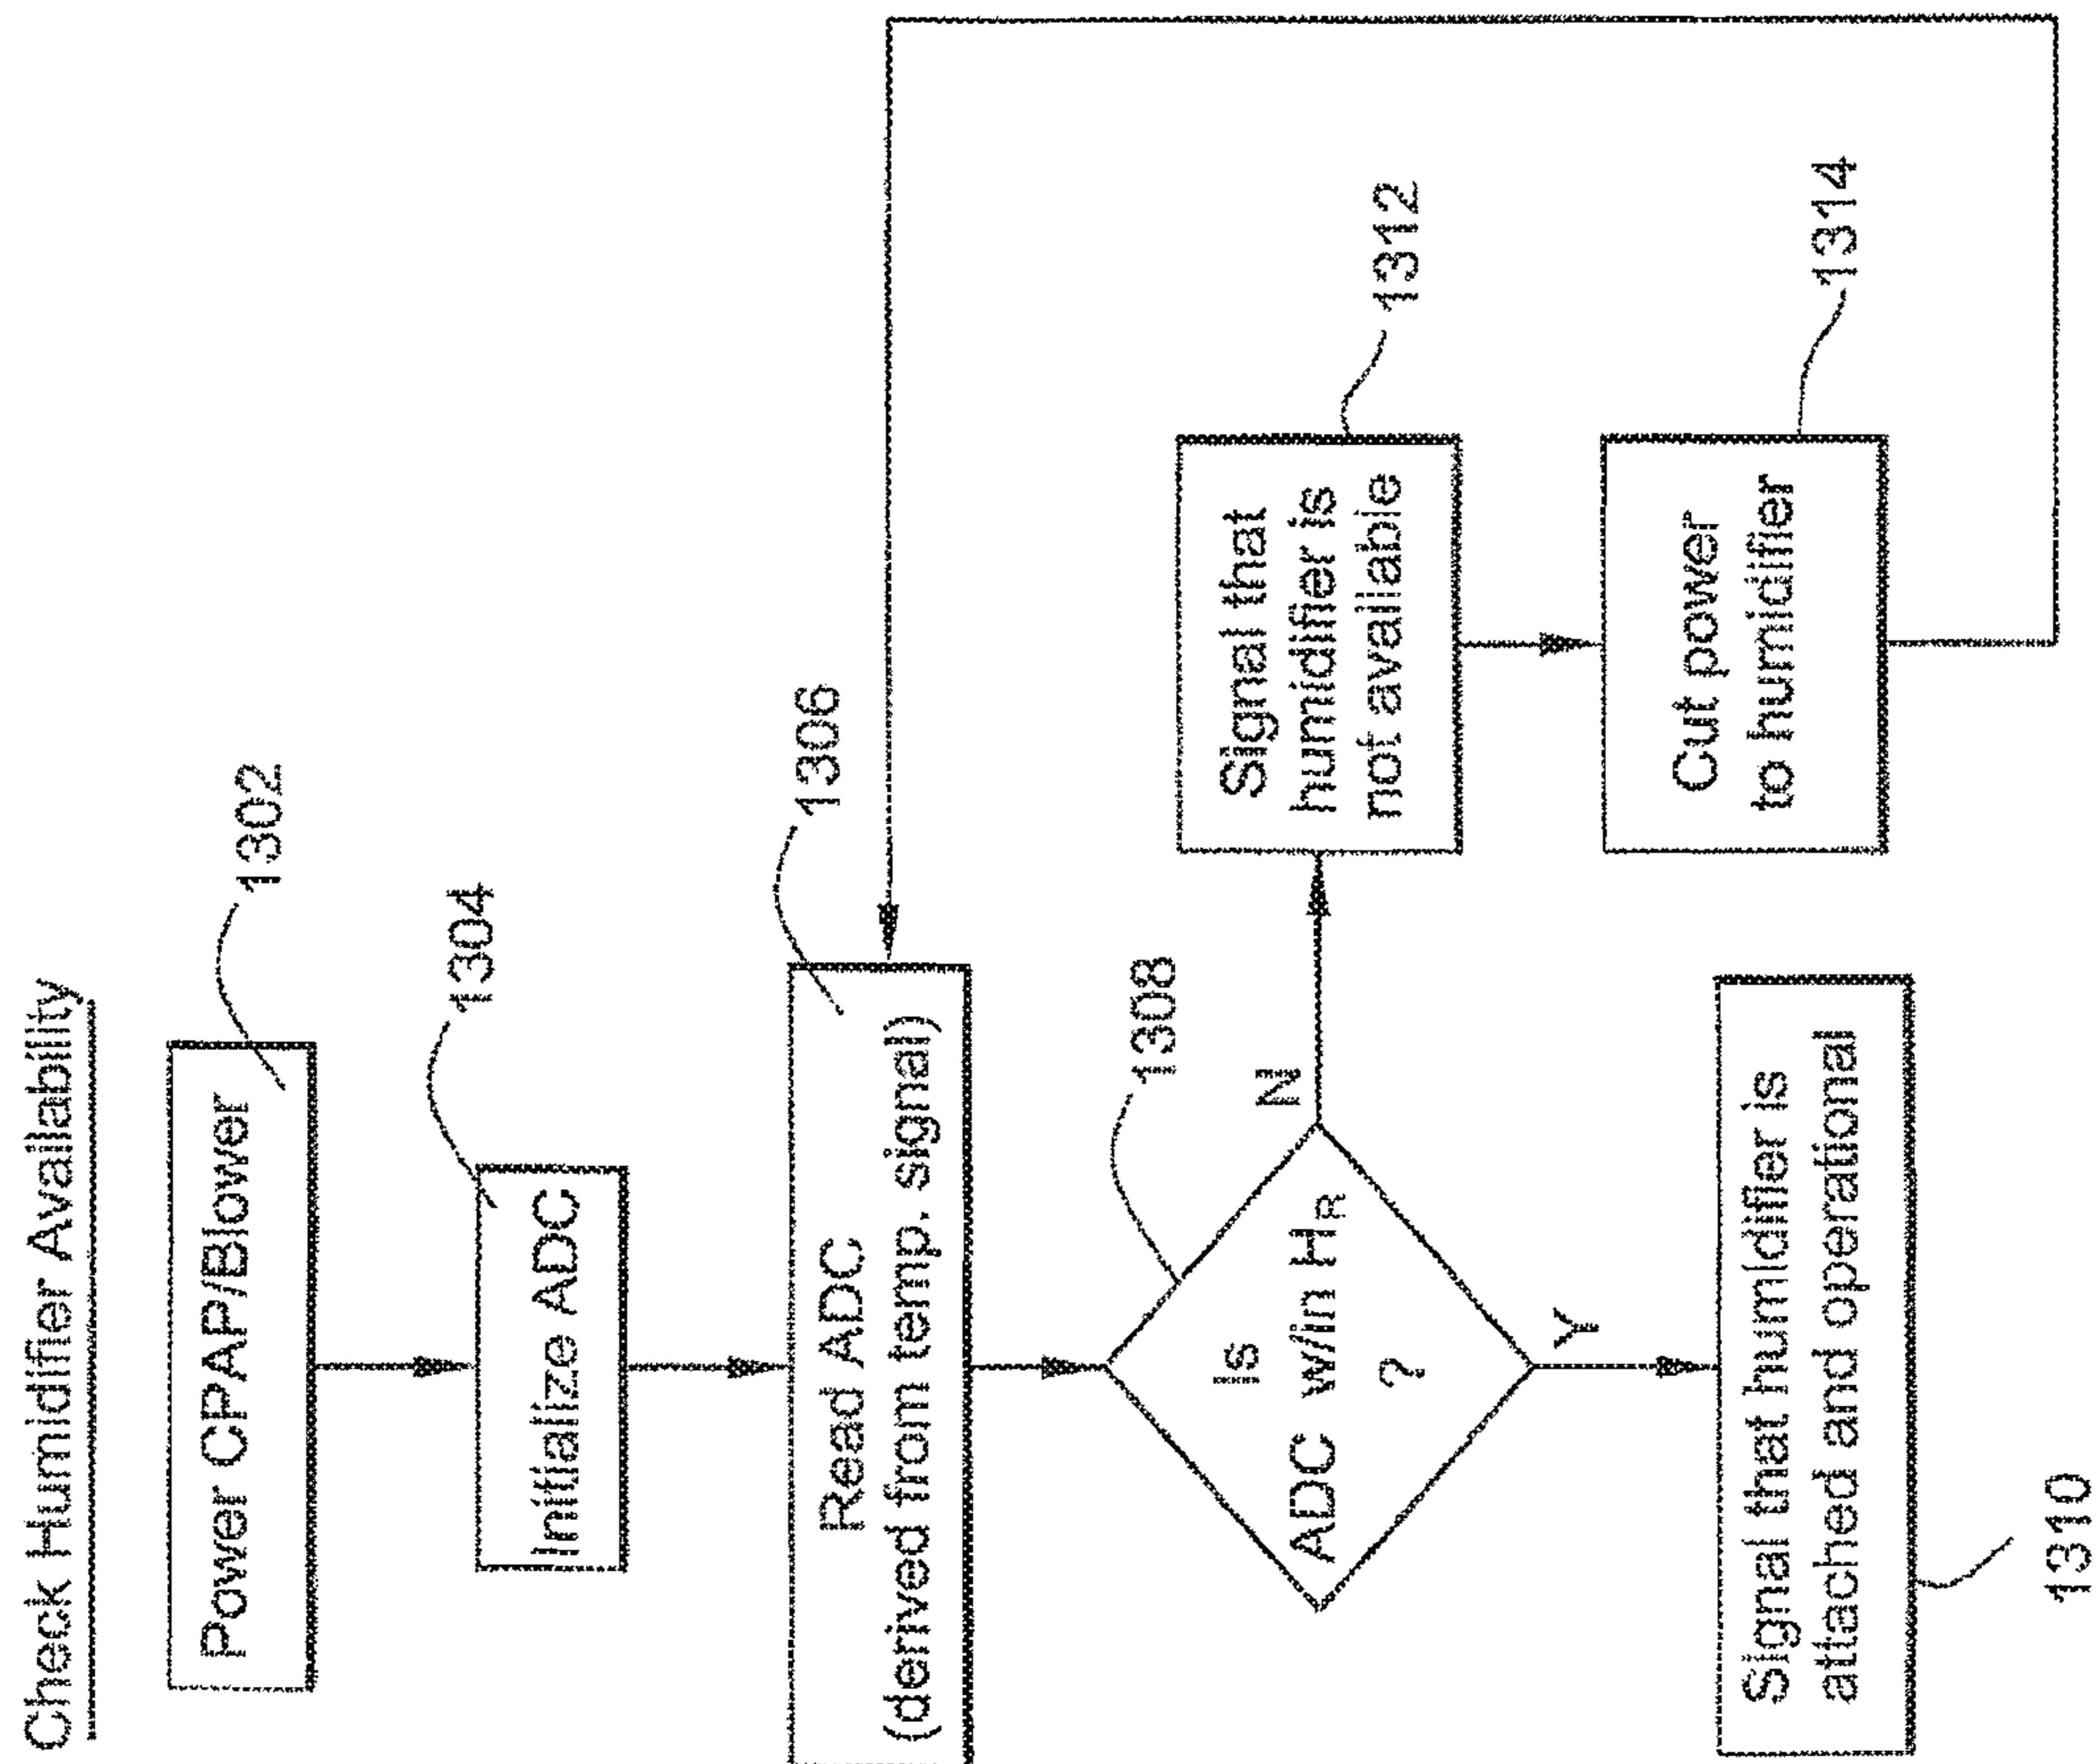 Check Humidifier Availability
Power CPAP/Blower
1302
Initialize ADC
1304
Read ADC
(derived from temp. signal)
1306
Is
ADC w/in HR
?
1308
N
Y
Signal that
humidifier is
not available
1312
Cut power
to humidifier
1314
Signal that humidifier is
attached and operational
1310